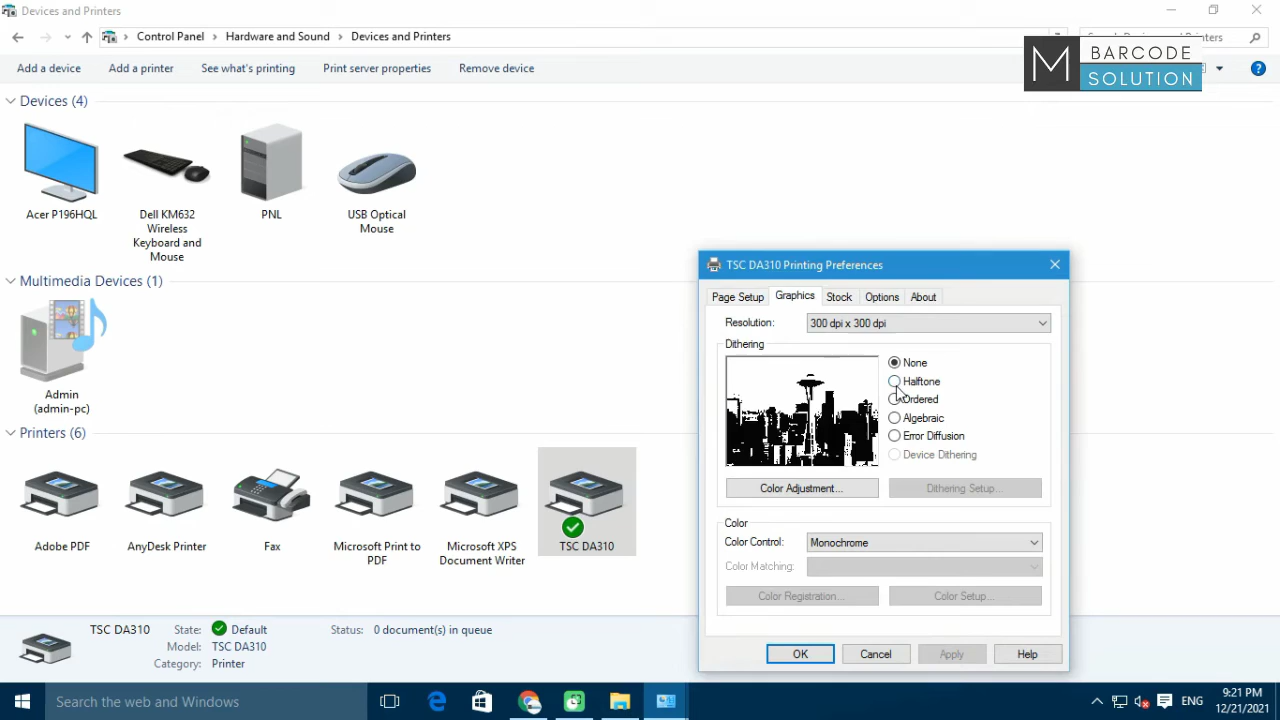 Devices and Printers
Control Panel
Hardware and Sound
Devices and Printers
Printers
M BARCODE
SOLUTION
Add a device
Add a printer
See what's printing
Print server properties
Remove device
Devices (4)
Acer P196HQL
Dell KM632
Wireless
Keyboard and
Mouse
PNL
USB Optical
Mouse
Multimedia Devices (1)
Admin
(admin-pc)
Printers (6)
Adobe PDF
AnyDesk Printer
Fax
Microsoft Print to
PDF
Microsoft XPS
Document Writer
TSC DA310
TSC DA310 Printing Preferences
Page Setup
Graphics
Stock
Options
About
Resolution:
300 dpi x 300 dpi
Dithering
None
Halftone
Ordered
Algebraic
Error Diffusion
Device Dithering
Color Adjustment...
Dithering Setup...
Color
Color Control:
Monochrome
Color Matching:
Color Registration...
Color Setup...
OK
Cancel
Apply
Help
TSC DA310
State:
Default
Status:
0 document(s) in queue
Model:
TSC DA310
Category:
Printer
Search the web and Windows
ENG
9:21 PM
12/21/2021